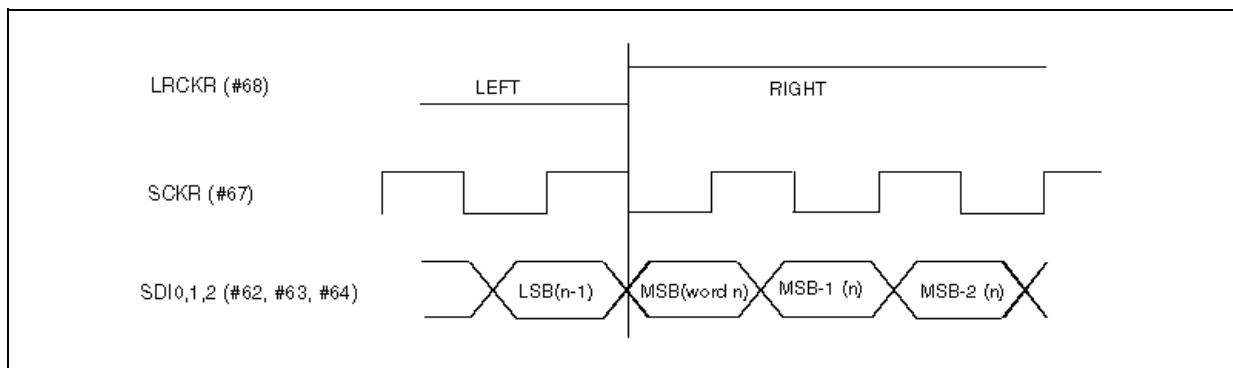 LRCKR (#68)
LEFT
RIGHT
SCKR (#67)
SDI0,1,2 (#62, #63, #64)
LSB(n-1)
MSB(word n)
MSB-1 (n)
MSB-2 (n)